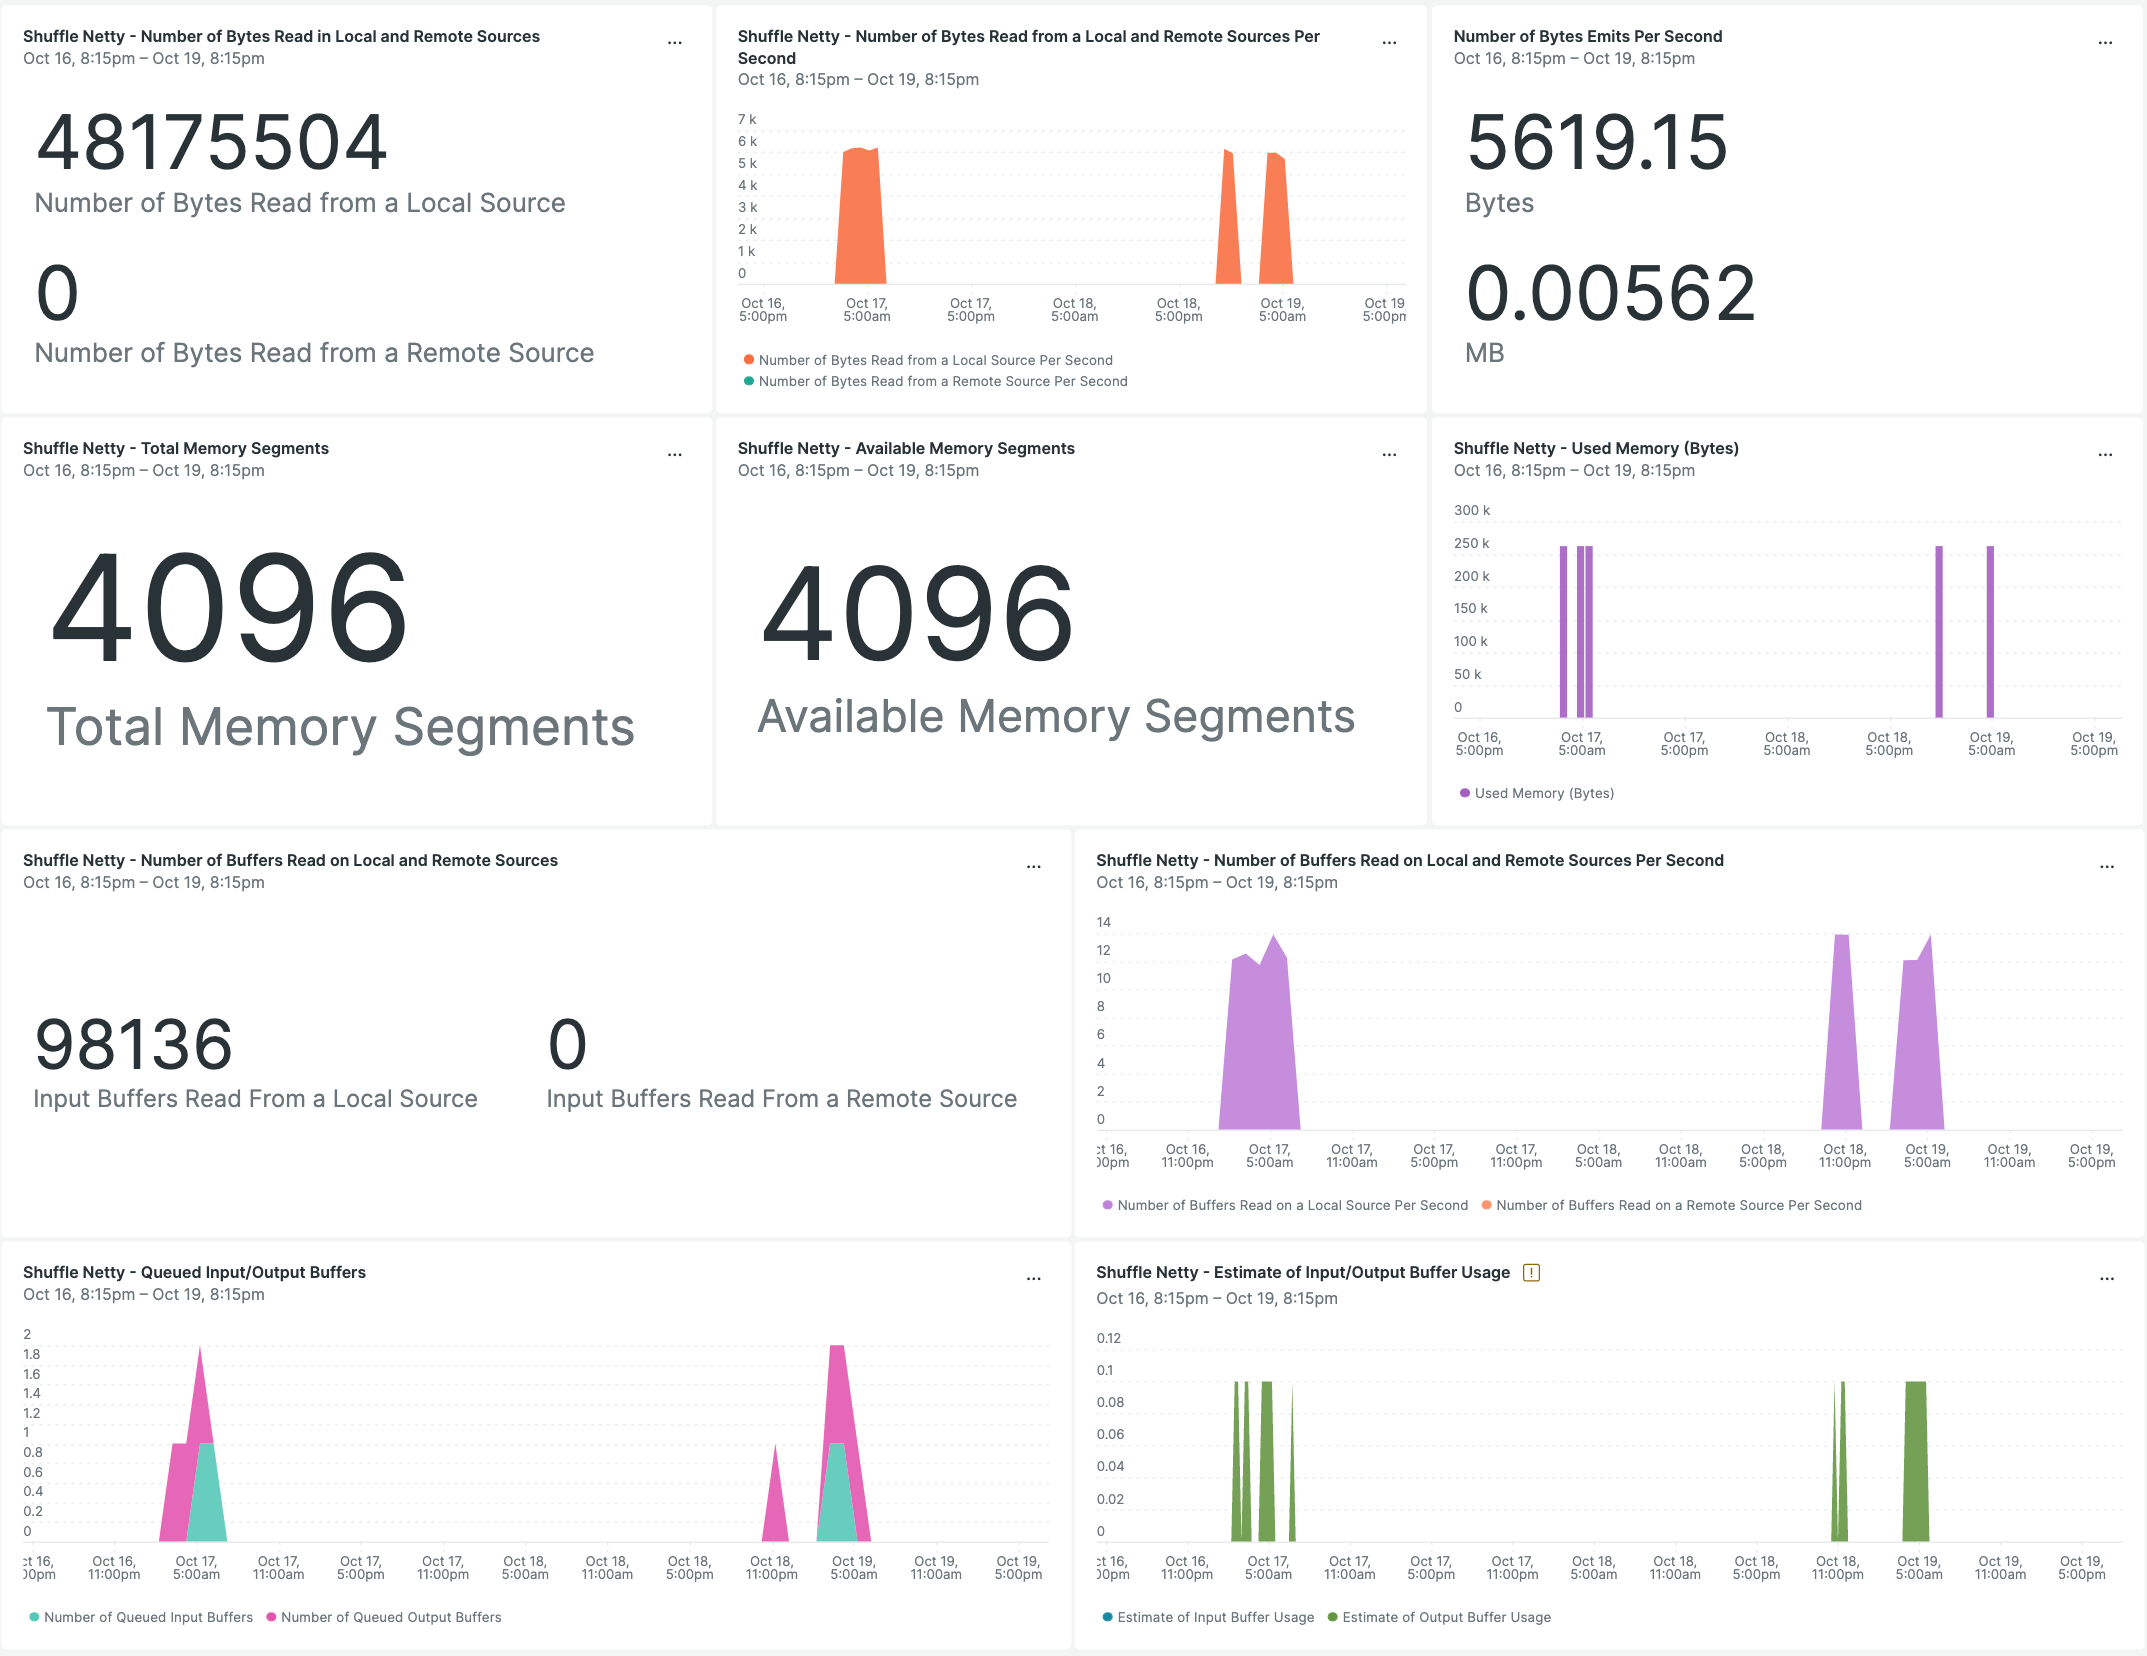 Shuffle Netty - Number of Bytes Read in Local and Remote Sources
...
Oct 16, 8:15pm – Oct 19, 8:15pm
48175504
Number of Bytes Read from a Local Source
0
Number of Bytes Read from a Remote Source
Shuffle Netty - Number of Bytes Read from a Local and Remote Sources Per
Second
...
Oct 16, 8:15pm – Oct 19, 8:15pm
7 k
6 k
5 k
4 k
3 k
2 k
1 k
0
Oct 16, Oct 17, Oct 17, Oct 18, Oct 18, Oct 19, Oct 19
5:00pm 5:00am 5:00pm 5:00am 5:00pm 5:00am 5:00pm
Number of Bytes Read from a Local Source Per Second
Number of Bytes Read from a Remote Source Per Second
Number of Bytes Emits Per Second
...
Oct 16, 8:15pm – Oct 19, 8:15pm
5619.15
Bytes
0.00562
MB
Shuffle Netty - Total Memory Segments
...
Oct 16, 8:15pm – Oct 19, 8:15pm
4096
Total Memory Segments
Shuffle Netty - Available Memory Segments
...
Oct 16, 8:15pm – Oct 19, 8:15pm
4096
Available Memory Segments
Shuffle Netty - Used Memory (Bytes)
...
Oct 16, 8:15pm – Oct 19, 8:15pm
300 k
250 k
200 k
150 k
100 k
50 k
0
Oct 16, Oct 17, Oct 17, Oct 18, Oct 18, Oct 19, Oct 19,
5:00pm 5:00am 5:00pm 5:00am 5:00pm 5:00am 5:00pm
Used Memory (Bytes)
Shuffle Netty - Number of Buffers Read on Local and Remote Sources
...
Oct 16, 8:15pm – Oct 19, 8:15pm
98136 0
Input Buffers Read From a Local Source Input Buffers Read From a Remote Source
Shuffle Netty - Number of Buffers Read on Local and Remote Sources Per Second
...
Oct 16, 8:15pm – Oct 19, 8:15pm
14
12
10
8
6
4
2
0
ct 16, Oct 16, Oct 17, Oct 17, Oct 17, Oct 17, Oct 18, Oct 18, Oct 18, Oct 18, Oct 19, Oct 19, Oct 19,
00pm 11:00pm 5:00am 11:00am 5:00pm 11:00pm 5:00am 11:00am 5:00pm 11:00pm 5:00am 11:00am 5:00pm
Number of Buffers Read on a Local Source Per Second Number of Buffers Read on a Remote Source Per Second
Shuffle Netty - Queued Input/Output Buffers
...
Oct 16, 8:15pm – Oct 19, 8:15pm
2
1.8
1.6
1.4
1.2
1
0.8
0.6
0.4
0.2
0
ct 16, Oct 16, Oct 17, Oct 17, Oct 17, Oct 17, Oct 18, Oct 18, Oct 18, Oct 18, Oct 19, Oct 19, Oct 19,
00pm 11:00pm 5:00am 11:00am 5:00pm 11:00pm 5:00am 11:00am 5:00pm 11:00pm 5:00am 11:00am 5:00pm
Number of Queued Input Buffers Number of Queued Output Buffers
Shuffle Netty - Estimate of Input/Output Buffer Usage !
...
Oct 16, 8:15pm – Oct 19, 8:15pm
0.12
0.1
0.08
0.06
0.04
0.02
0
ct 16, Oct 16, Oct 17, Oct 17, Oct 17, Oct 17, Oct 18, Oct 18, Oct 18, Oct 18, Oct 19, Oct 19, Oct 19,
00pm 11:00pm 5:00am 11:00am 5:00pm 11:00pm 5:00am 11:00am 5:00pm 11:00pm 5:00am 11:00am 5:00pm
Estimate of Input Buffer Usage Estimate of Output Buffer Usage